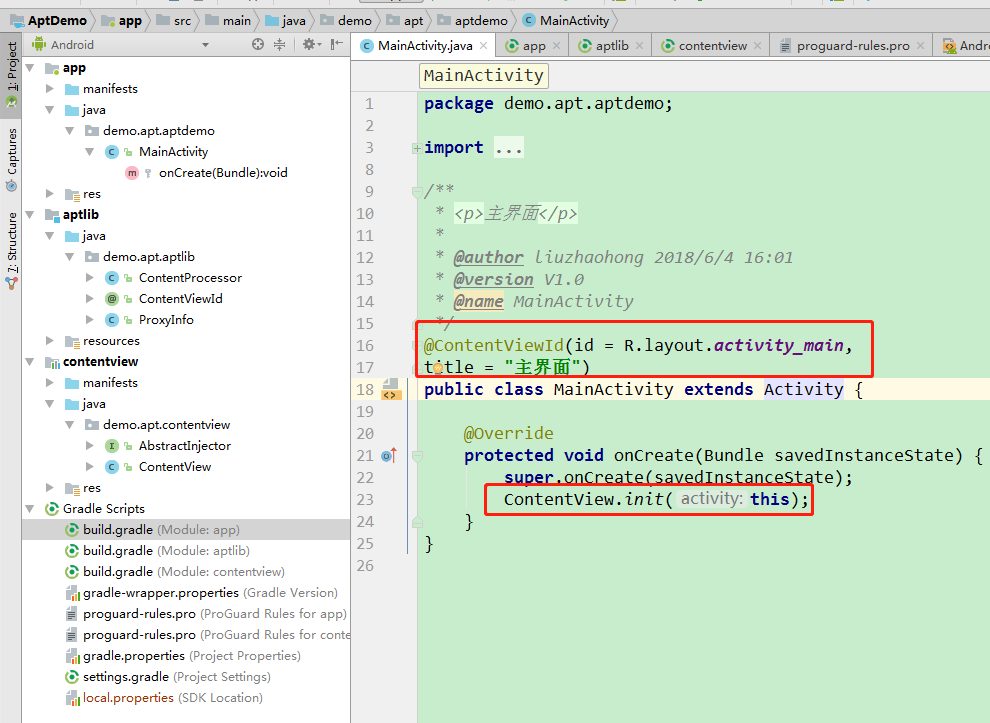 AptDemo app src main java demo apt aptdemo MainActivity
1: Project
Captures
7: Structure
Android
app
manifests
java
demo.apt.aptdemo
MainActivity
onCreate(Bundle):void
res
aptlib
java
demo.apt.aptlib
ContentProcessor
ContentViewId
ProxyInfo
resources
contentview
manifests
java
demo.apt.contentview
AbstractInjector
ContentView
res
Gradle Scripts
build.gradle (Module: app)
build.gradle (Module: aptlib)
build.gradle (Module: contentview)
gradle-wrapper.properties (Gradle Version)
proguard-rules.pro (ProGuard Rules for app)
proguard-rules.pro (ProGuard Rules for conte
gradle.properties (Project Properties)
settings.gradle (Project Settings)
local.properties (SDK Location)
MainActivity.java app aptlib contentview proguard-rules.pro Andro
MainActivity
1 package demo.apt.aptdemo;
2
3 import ...
8
9 /**
10 * <p>主界面</p>
11 *
12 * @author liuzhaohong 2018/6/4 16:01
13 * @version V1.0
14 * @name MainActivity
15 */
16 @ContentViewId(id = R.layout.activity_main,
17 title = "主界面")
18 public class MainActivity extends Activity {
19
20 @Override
21 protected void onCreate(Bundle savedInstanceState) {
22 super.onCreate(savedInstanceState);
23 ContentView.init( activity: this);
24 }
25 }
26